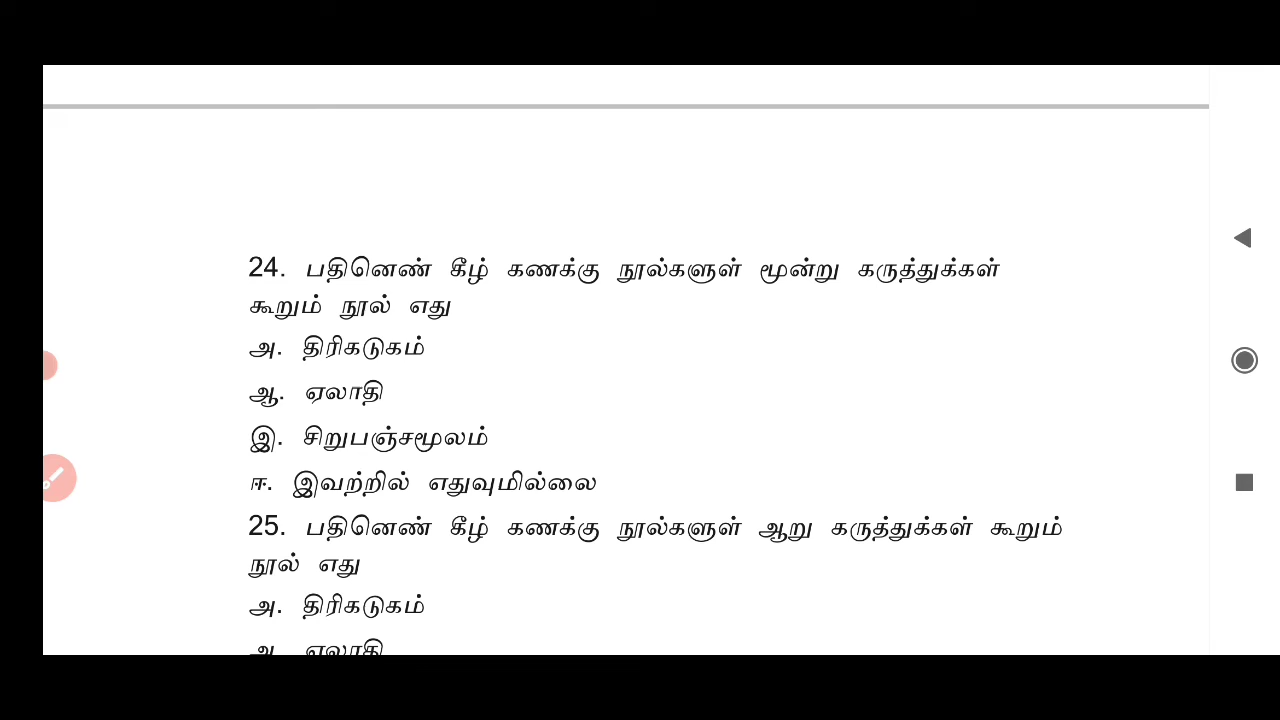 24. பதினெண் கீழ் கணக்கு நூல்களுள் மூன்று கருத்துக்கள்
கூறும் நூல் எது
அ. திரிகடுகம்
ஆ. ஏலாதி
இ. சிறுபஞ்சமூலம்
ஈ. இவற்றில் எதுவுமில்லை
25. பதினெண் கீழ் கணக்கு நூல்களுள் ஆறு கருத்துக்கள் கூறும்
நூல் எது
அ. திரிகடுகம்
ஆ. ஏலாதி